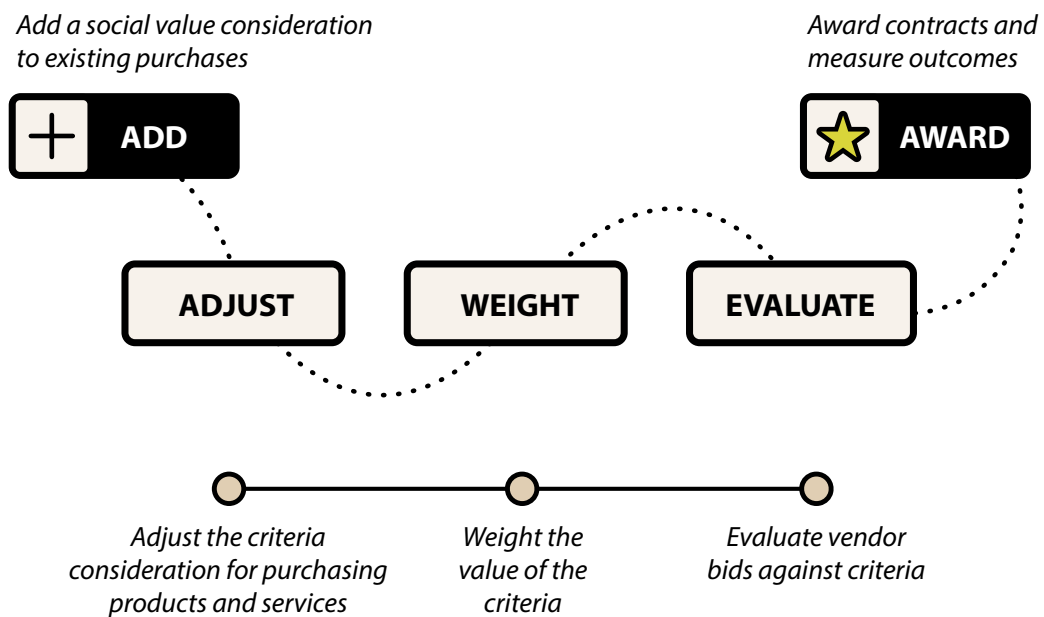 Add a social value consideration
to existing purchases
Award contracts and
measure outcomes
ADD
AWARD
ADJUST
WEIGHT
EVALUATE
Adjust the criteria
consideration for purchasing
products and services
Weight the
value of the
criteria
Evaluate vendor
bids against criteria